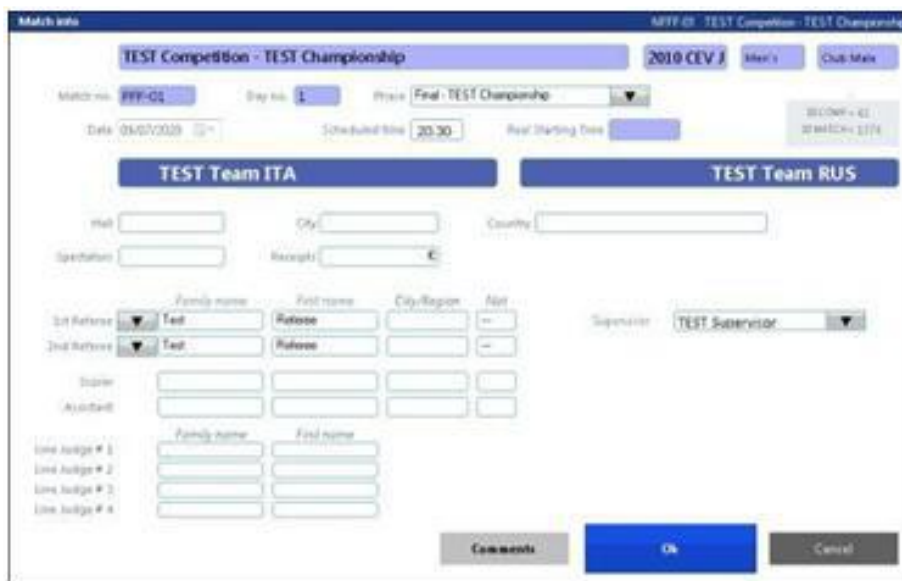 Match info
TEST Competition - TEST Championship
TEST Competition - TEST Championship 2010 CEV J Men's Club Male
Match no. FFF-01 Day no. 1 Phase Final - TEST Championship
Date Scheduled time 20.30 Real Starting Time
TEST Team ITA TEST Team RUS
Hall City Country
Spectators Receipts €
Family name First name City/Region Nat
1st Referee Test Referee -- Supervisor TEST Supervisor
2nd Referee Test Referee --
Scorer
Assistant
Family name First name
Line Judge # 1
Line Judge # 2
Line Judge # 3
Line Judge # 4
Comments Ok Cancel